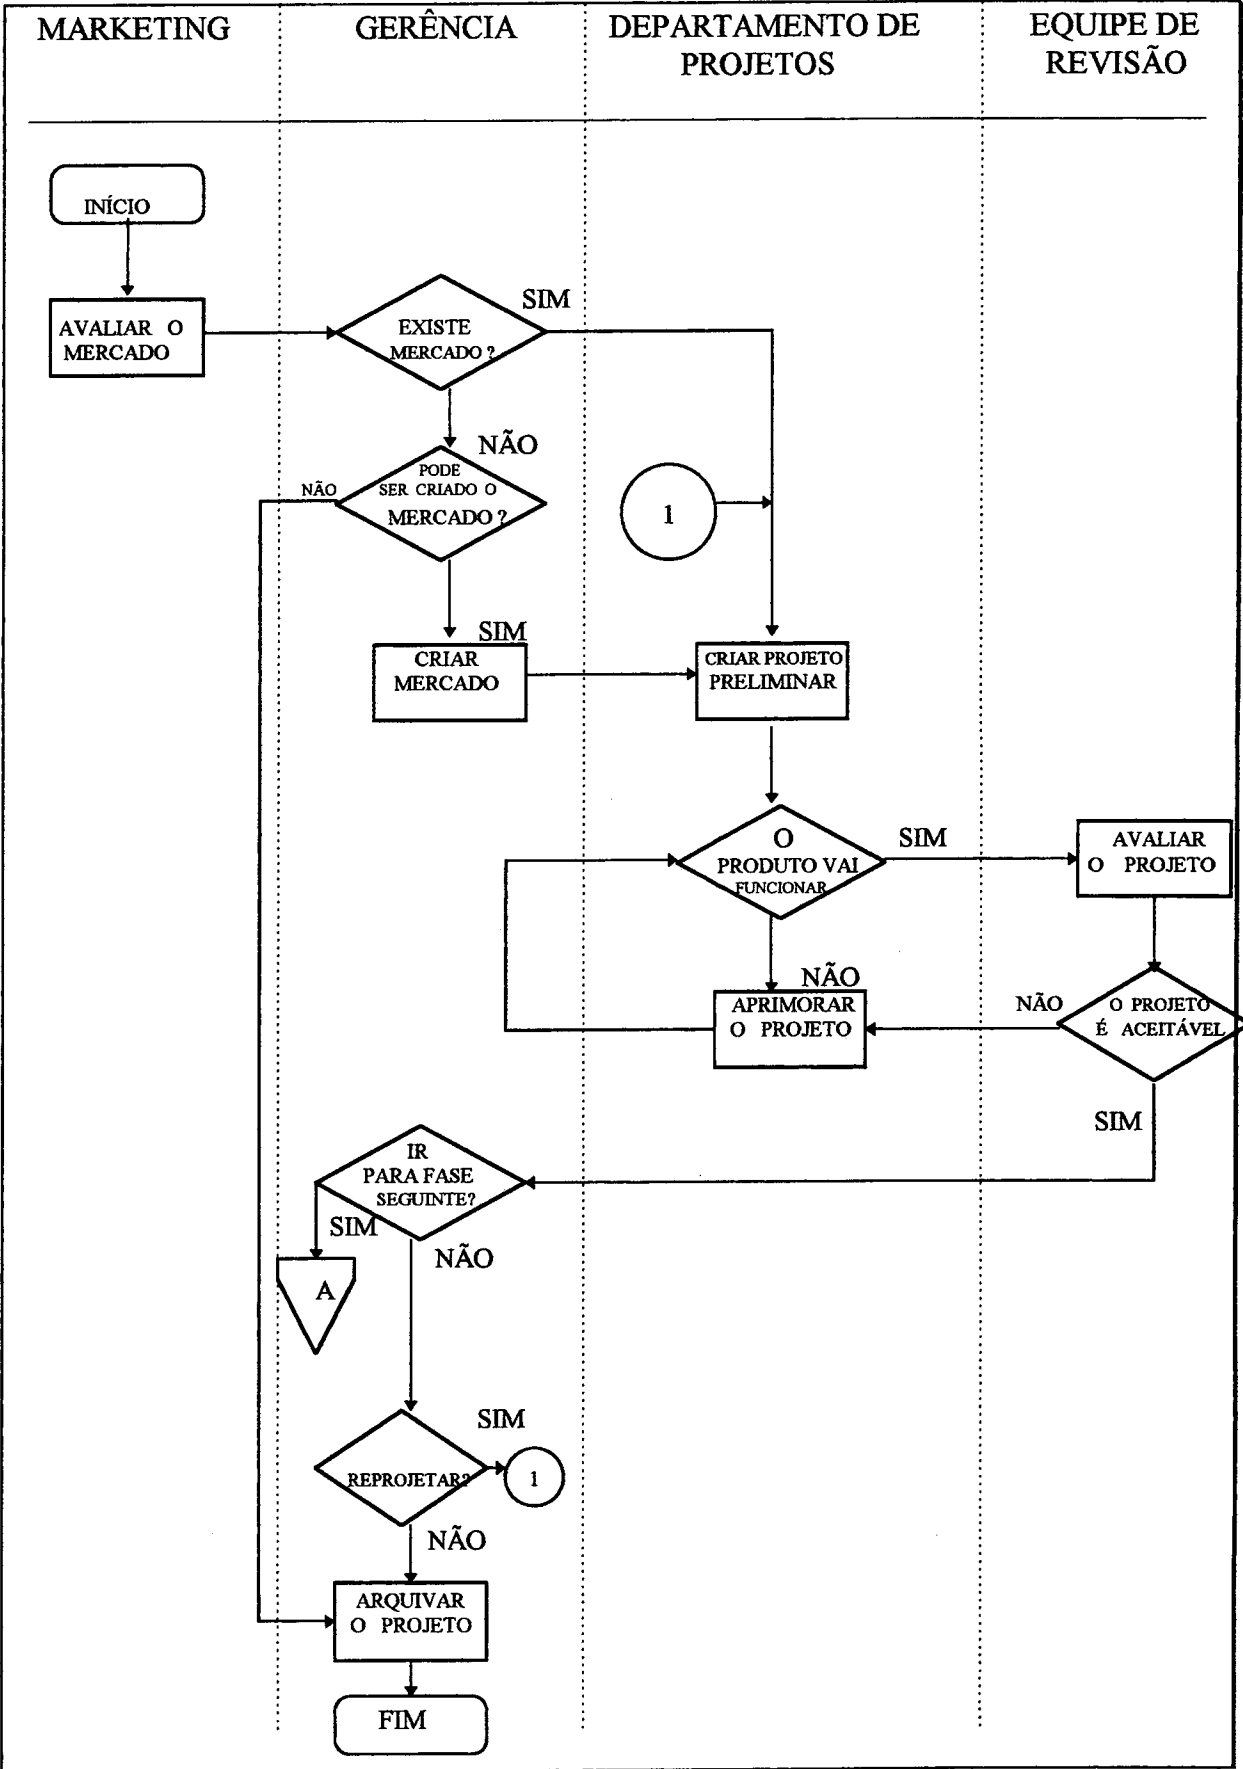 MARKETING
GERÊNCIA
DEPARTAMENTO DE
PROJETOS
EQUIPE DE
REVISÃO
INÍCIO
AVALIAR O
MERCADO
EXISTE
MERCADO ?
SIM
NÃO
PODE
SER CRIADO O
MERCADO ?
NÃO
1
SIM
CRIAR
MERCADO
CRIAR PROJETO
PRELIMINAR
O
PRODUTO VAI
FUNCIONAR
SIM
AVALIAR
O PROJETO
NÃO
APRIMORAR
O PROJETO
NÃO
O PROJETO
É ACEITÁVEL
SIM
IR
PARA FASE
SEGUINTE?
SIM
NÃO
A
SIM
REPROJETAR?
1
NÃO
ARQUIVAR
O PROJETO
FIM